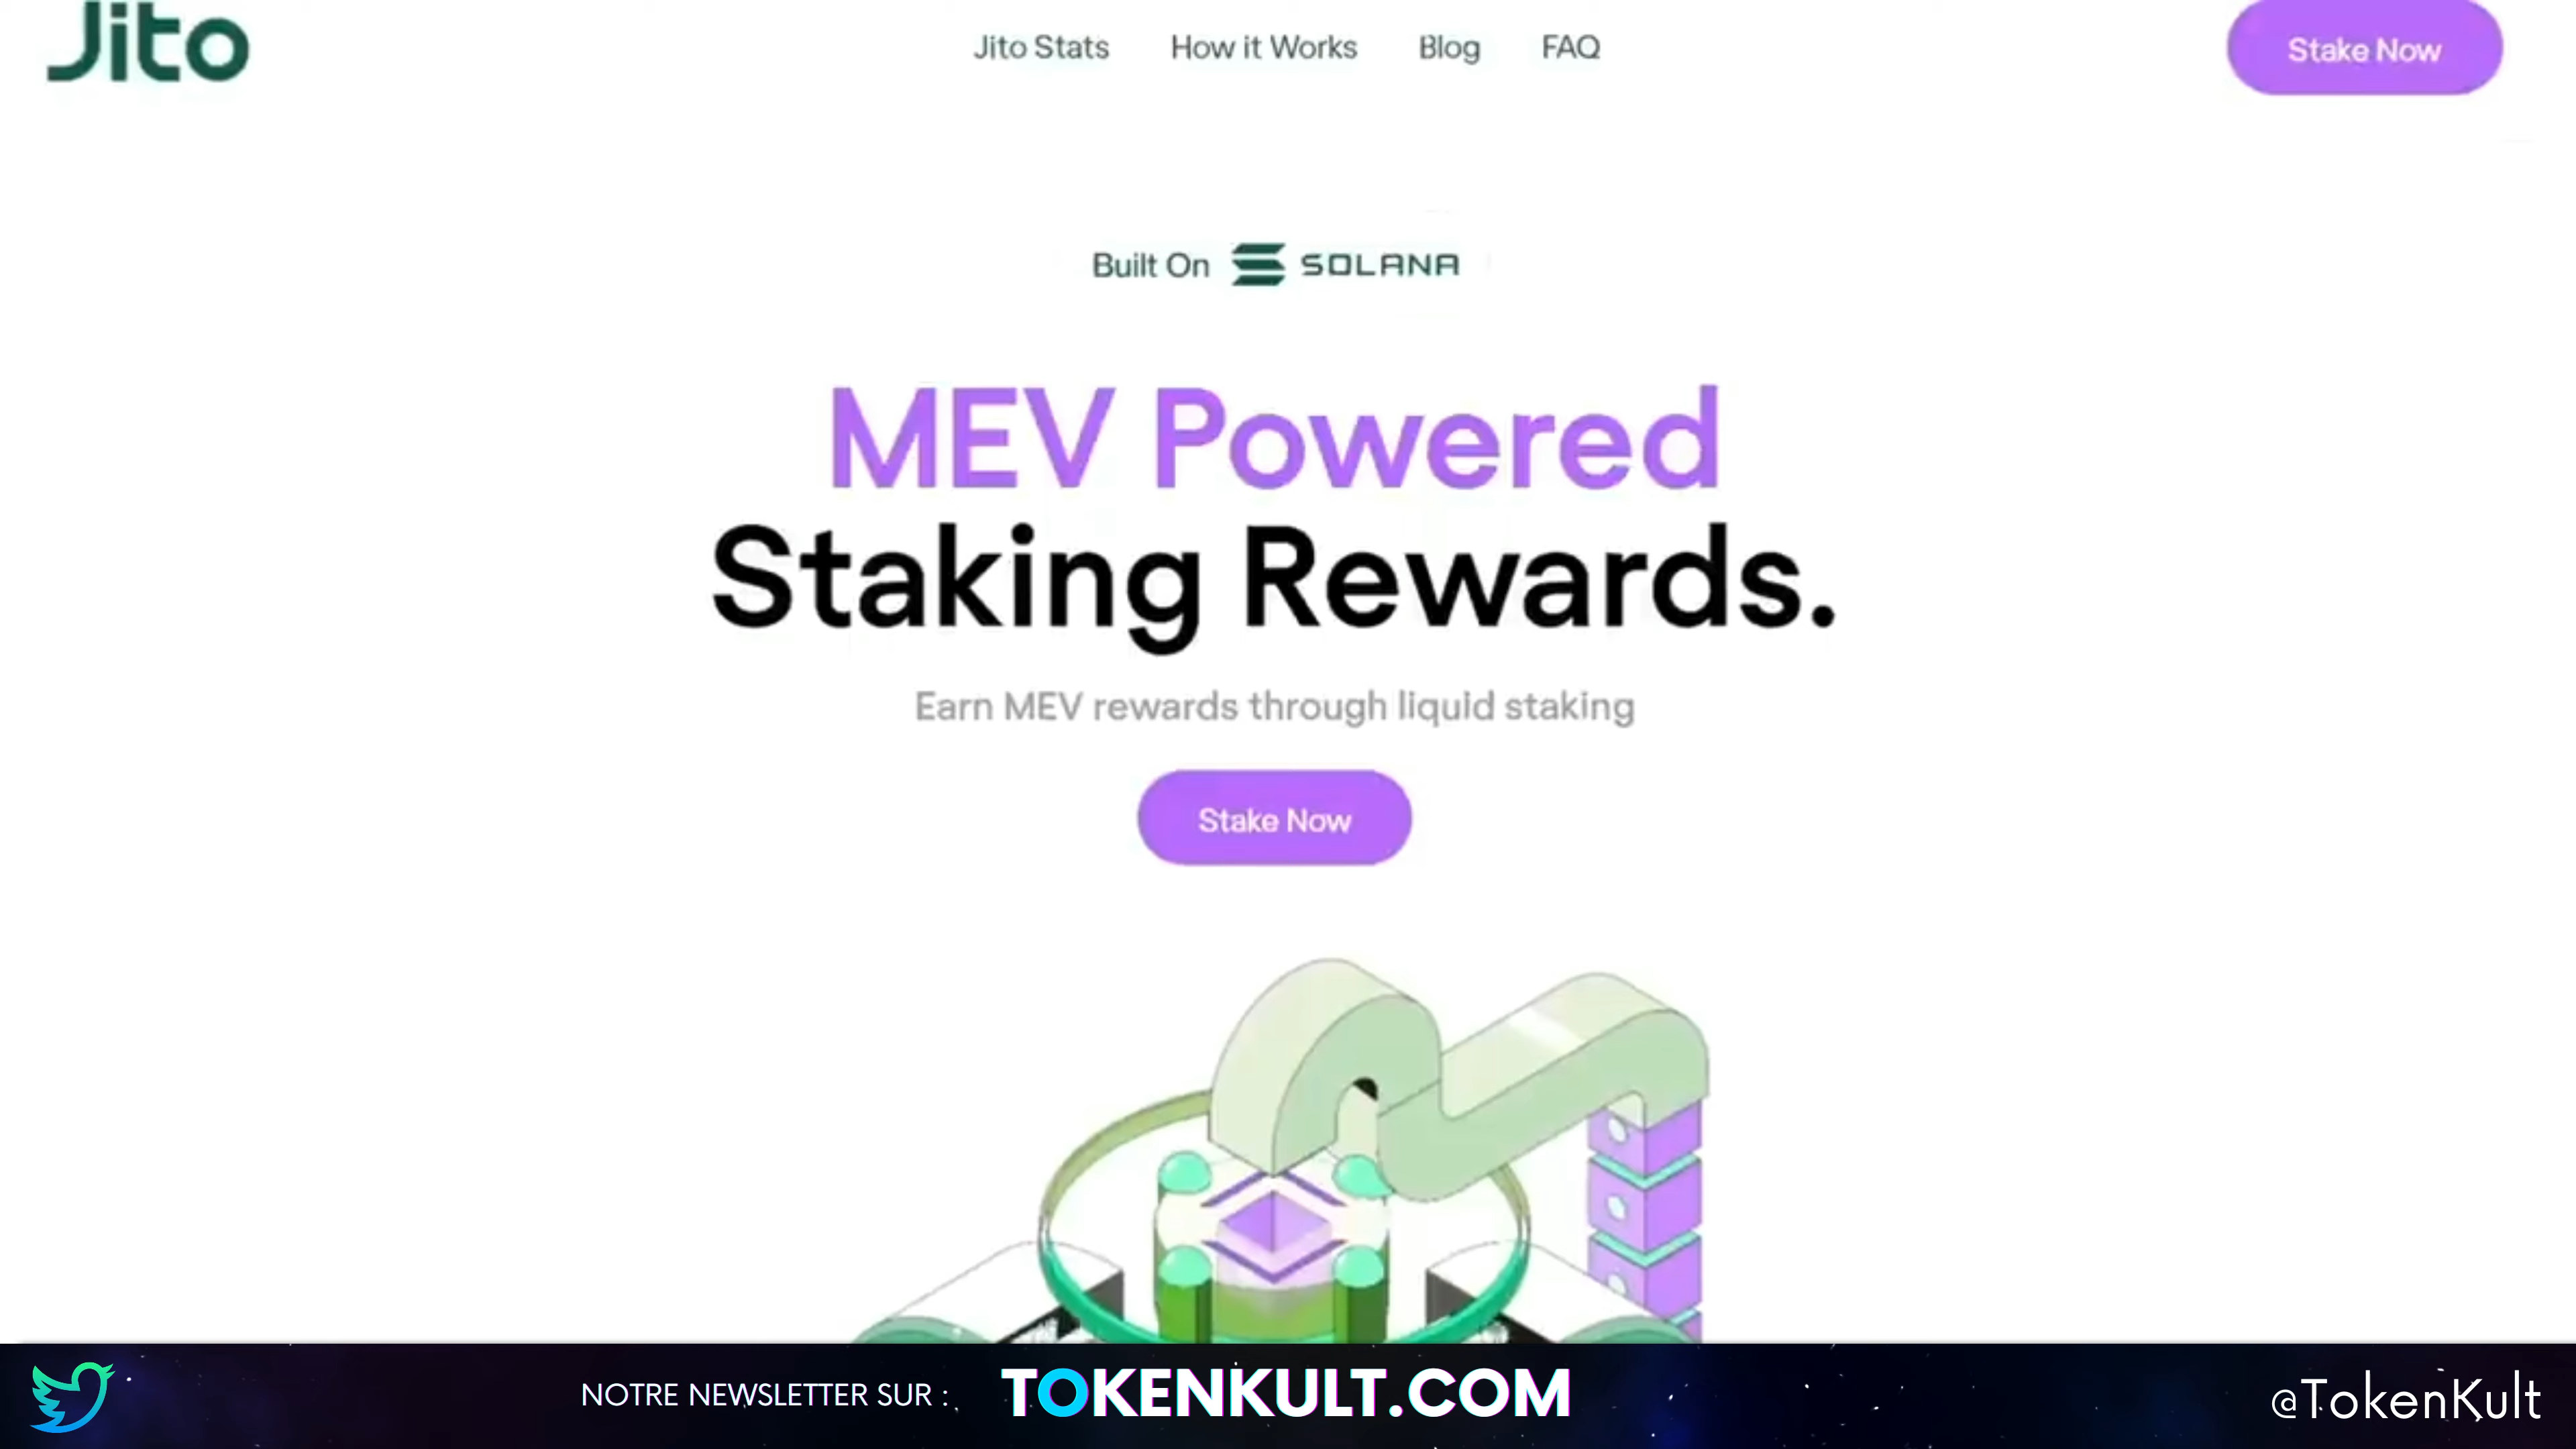 Jito
Jito Stats
How it Works
Blog
FAQ
Stake Now
Built On SOLANA
MEV Powered
Staking Rewards.
Earn MEV rewards through liquid staking
Stake Now
NOTRE NEWSLETTER SUR : TOKENKULT.COM
@TokenKult